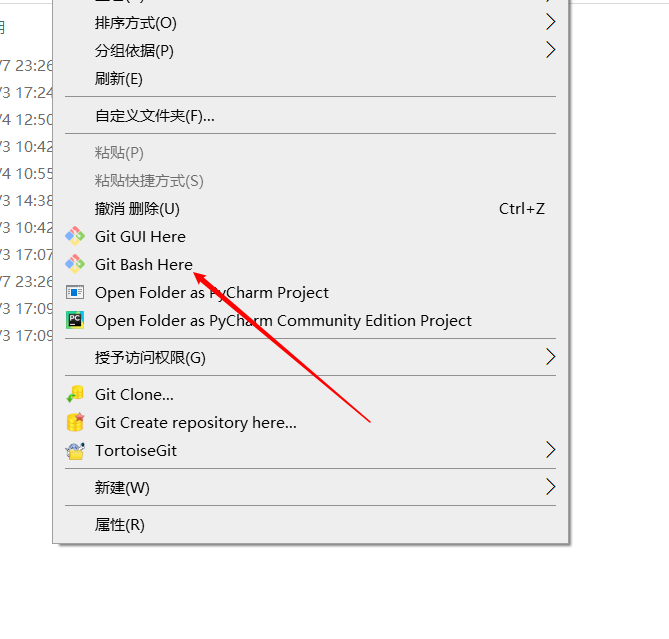 排序方式(O)
分组依据(P)
刷新(E)
自定义文件夹(F)...
粘贴(P)
粘贴快捷方式(S)
撤消 删除(U) Ctrl+Z
Git GUI Here
Git Bash Here
Open Folder as PyCharm Project
Open Folder as PyCharm Community Edition Project
授予访问权限(G)
Git Clone...
Git Create repository here...
TortoiseGit
新建(W)
属性(R)
/7 23:26
/3 17:24
/4 12:50
/3 10:42
/4 10:55
/3 14:38
/3 10:42
/3 17:07
/7 23:26
/3 17:09
/3 17:09